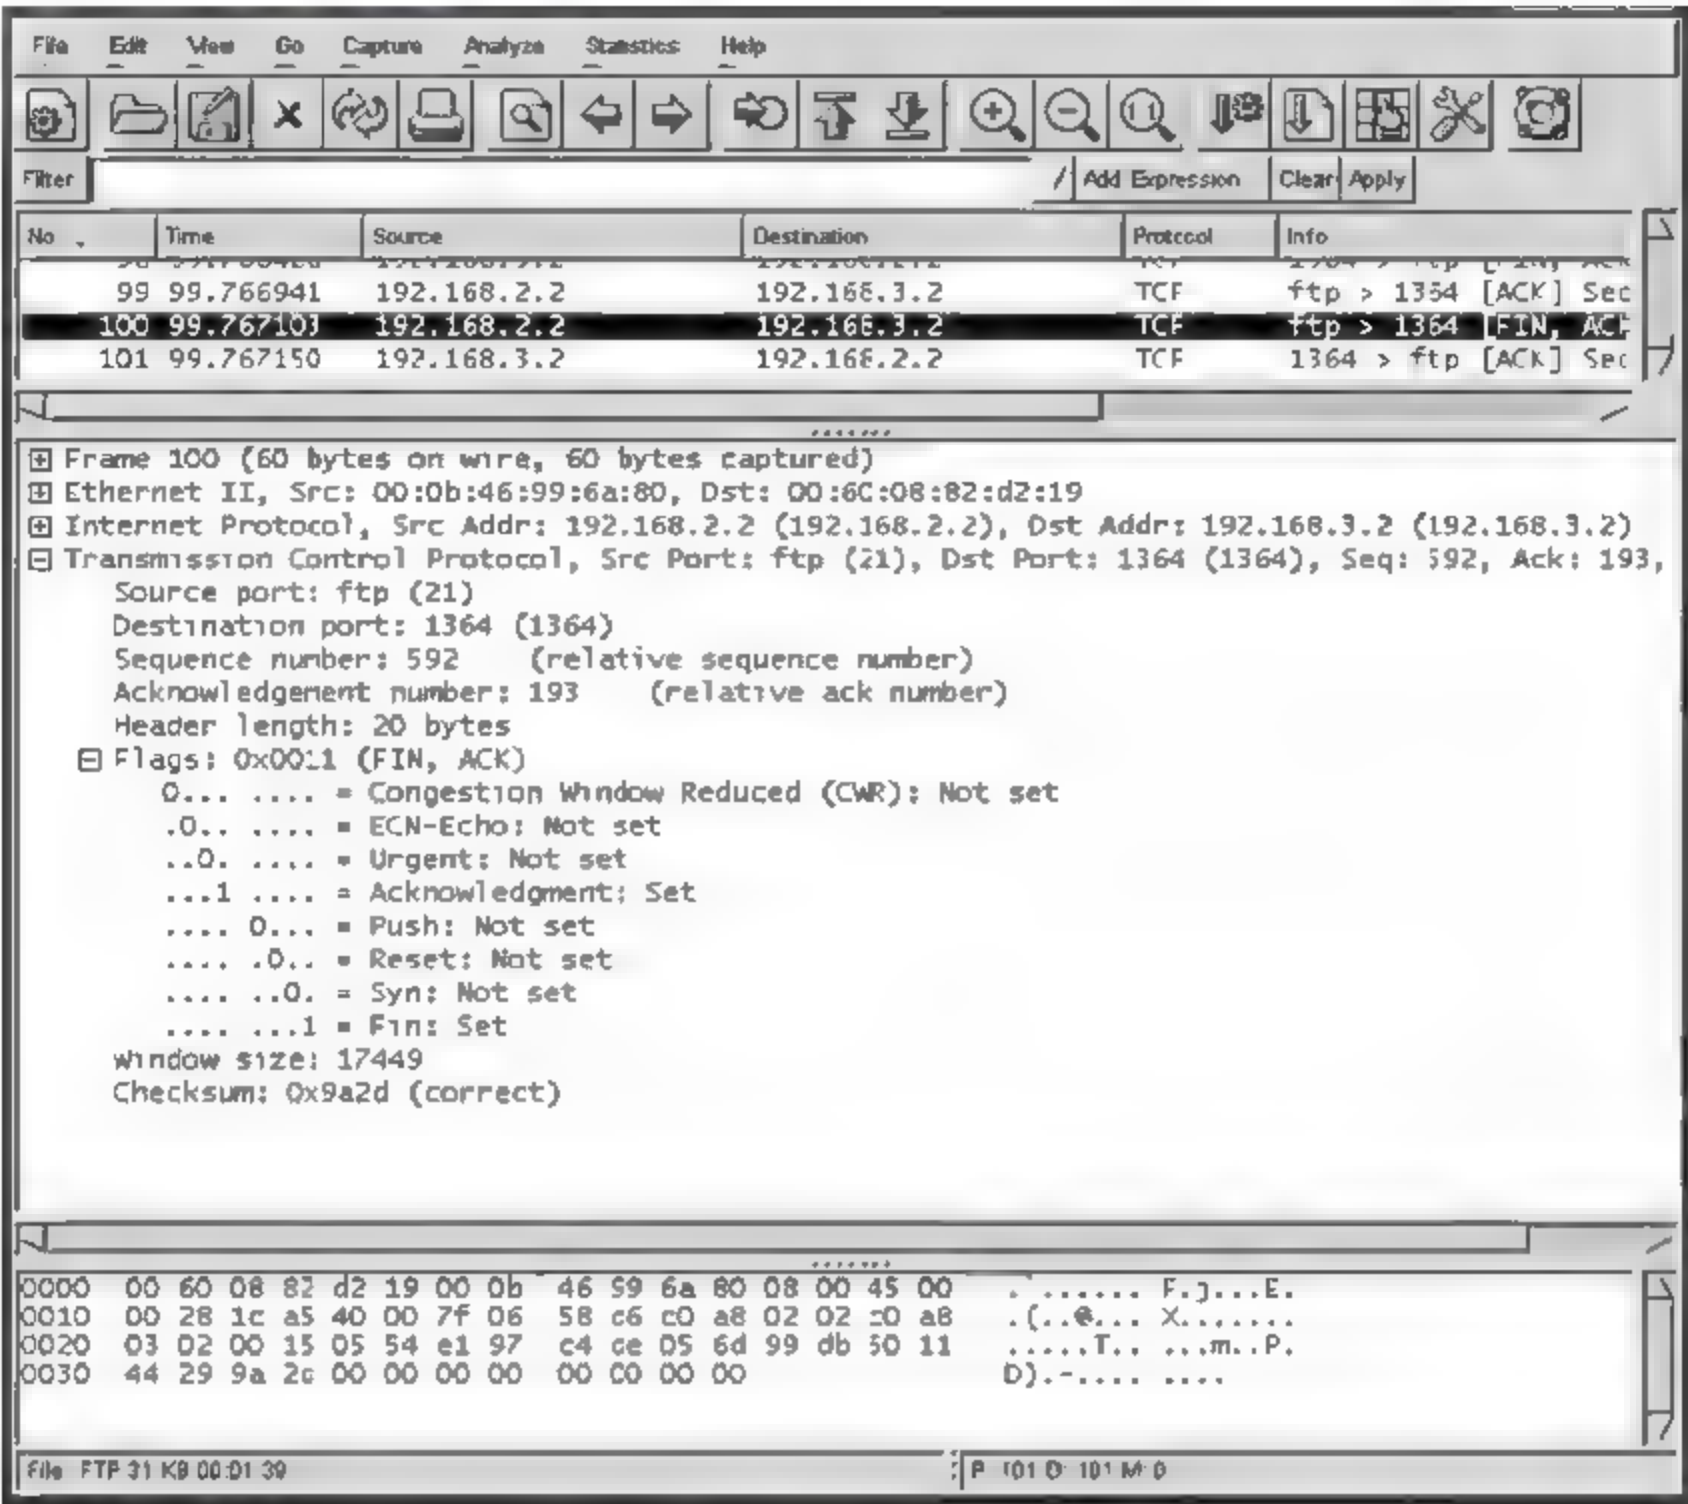 File Edit View Go Capture Analyze Statistics Help
Filter Add Expression Clear Apply
No . Time Source Destination Protocol Info
99 99.766941 192.168.2.2 192.168.3.2 TCP ftp > 1364 [ACK] Sec
100 99.767103 192.168.2.2 192.168.3.2 TCP ftp > 1364 [FIN, ACK
101 99.767150 192.168.3.2 192.168.2.2 TCP 1364 > ftp [ACK] Sec
Frame 100 (60 bytes on wire, 60 bytes captured)
Ethernet II, Src: 00:0b:46:99:6a:80, Dst: 00:60:08:82:d2:19
Internet Protocol, Src Addr: 192.168.2.2 (192.168.2.2), Dst Addr: 192.168.3.2 (192.168.3.2)
Transmission Control Protocol, Src Port: ftp (21), Dst Port: 1364 (1364), Seq: 592, Ack: 193,
Source port: ftp (21)
Destination port: 1364 (1364)
Sequence number: 592 (relative sequence number)
Acknowledgement number: 193 (relative ack number)
Header length: 20 bytes
Flags: 0x0011 (FIN, ACK)
0... .... = Congestion Window Reduced (CWR): Not set
.0.. .... = ECN-Echo: Not set
..0. .... = Urgent: Not set
...1 .... = Acknowledgment: Set
.... 0... = Push: Not set
.... .0.. = Reset: Not set
.... ..0. = Syn: Not set
.... ...1 = Fin: Set
Window size: 17449
Checksum: 0x9a2d (correct)
0000 00 60 08 82 d2 19 00 0b 46 99 6a 80 08 00 45 00 . ...... F.j...E.
0010 00 28 1c a5 40 00 7f 06 58 c6 c0 a8 02 02 c0 a8 .(..@... X.......
0020 03 02 00 15 05 54 e1 97 c4 ce 05 6d 99 db 50 11 .....T.. ...m..P.
0030 44 29 9a 2d 00 00 00 00 00 00 00 00 D).-.... ....
File FTP 31 KB 00:01:39 P: 101 D: 101 M: 0